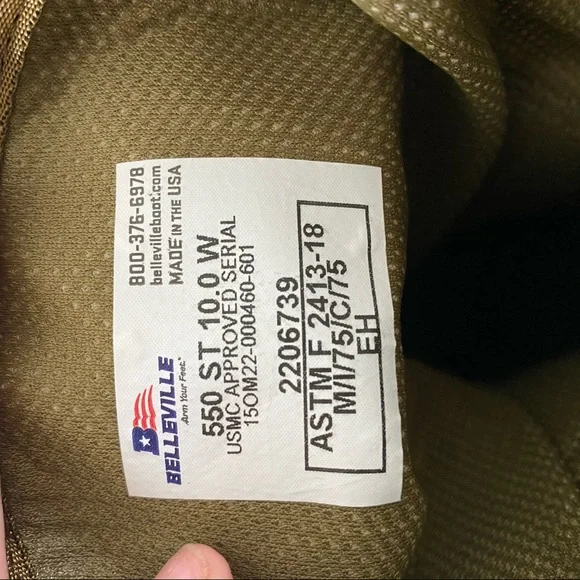 BELLEVILLE
Arm Your Feet.
800-376-6978
bellevilleboot.com
MADE IN THE USA
550 ST 10.0 W
USMC APPROVED SERIAL
15OM22-000460-601
2206739
ASTM F 2413-18
M/I/75/C/75
EH